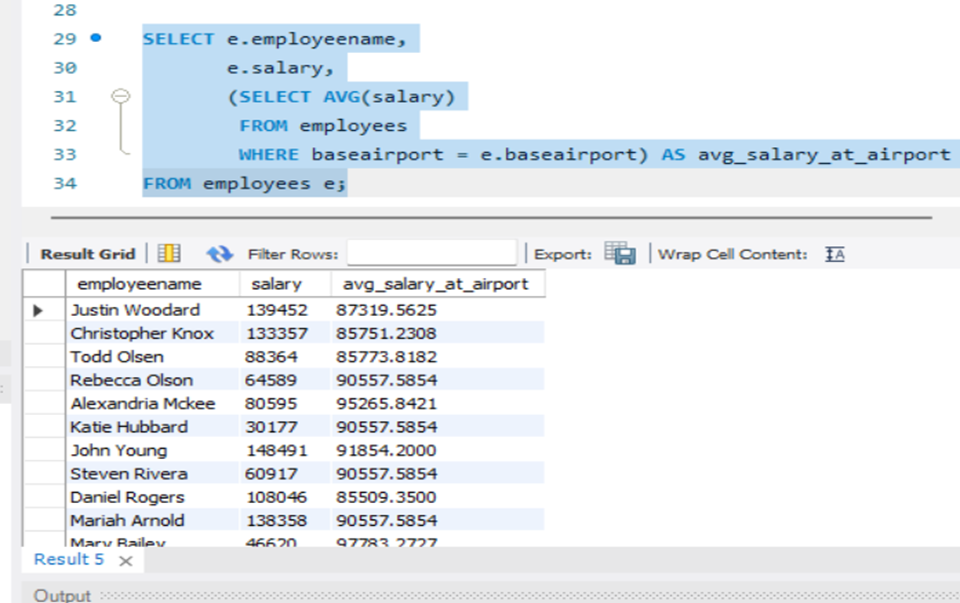 28
29 SELECT e.employeename,
30 e.salary,
31 (SELECT AVG(salary)
32 FROM employees
33 WHERE baseairport = e.baseairport) AS avg_salary_at_airport
34 FROM employees e;
Result Grid Filter Rows: Export: Wrap Cell Content: IA
employeename salary avg_salary_at_airport
Justin Woodard 139452 87319.5625
Christopher Knox 133357 85751.2308
Todd Olsen 88364 85773.8182
Rebecca Olson 64589 90557.5854
Alexandria Mckee 80595 95265.8421
Katie Hubbard 30177 90557.5854
John Young 148491 91854.2000
Steven Rivera 60917 90557.5854
Daniel Rogers 108046 85509.3500
Mariah Arnold 138358 90557.5854
Mary Bailey 46620 97783.2727
Result 5
Output